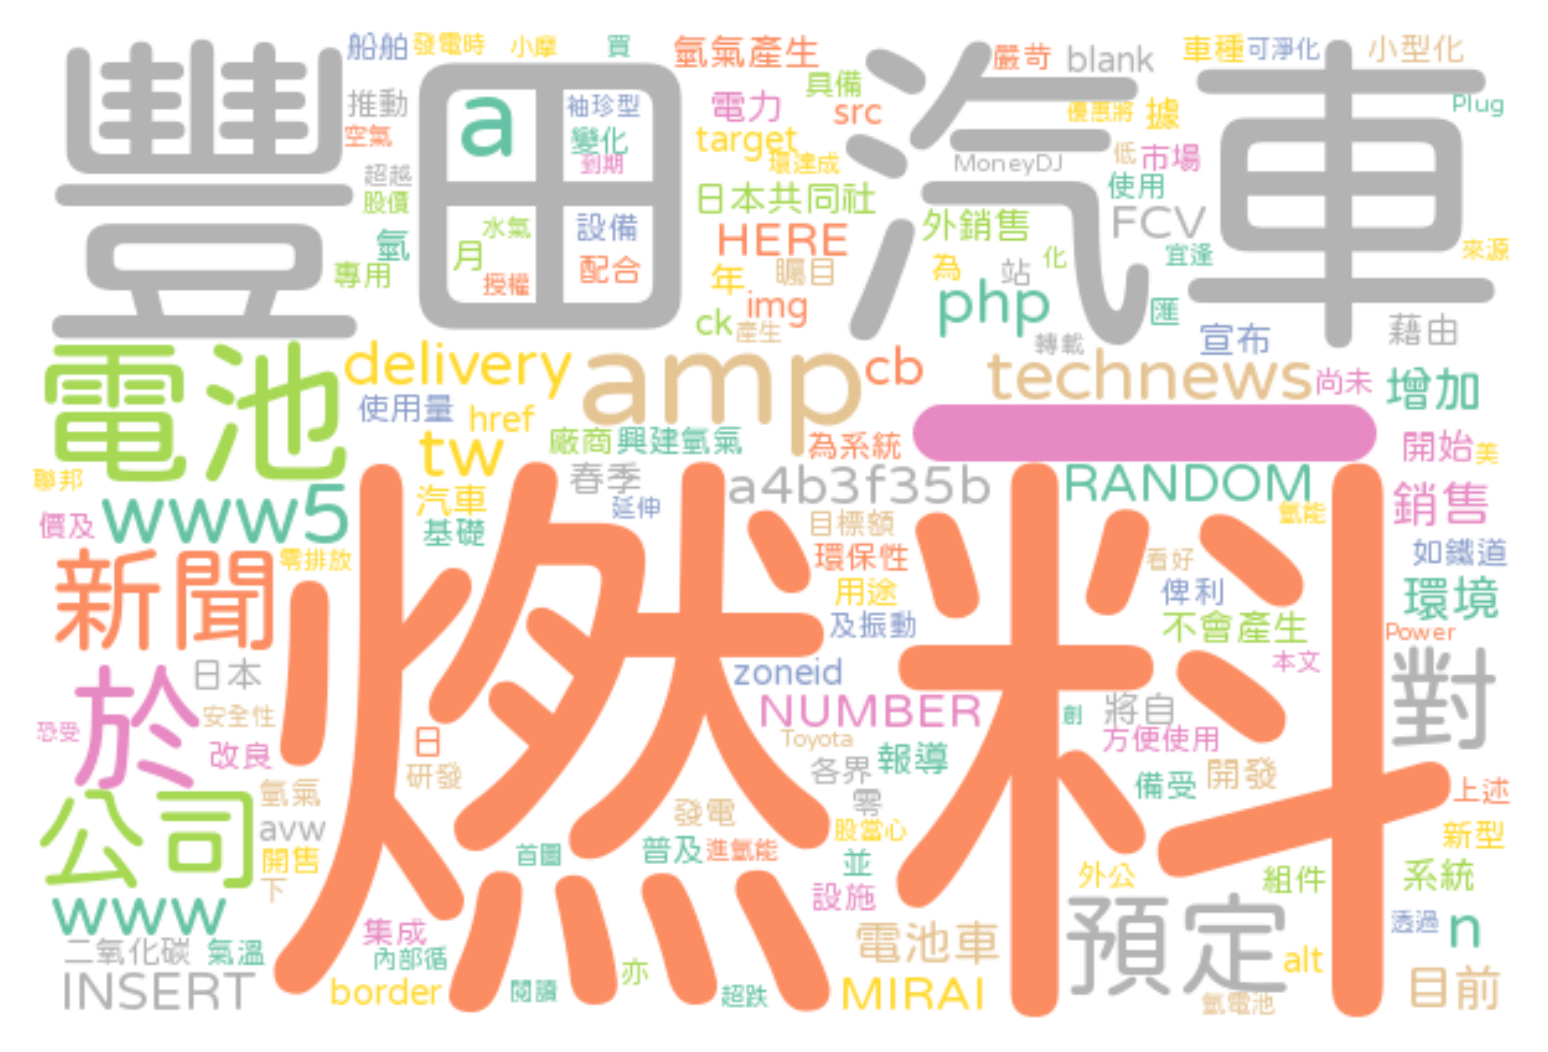 豐田汽車
船舶 發電時 小摩 買 氫氣產生 嚴苛 blank 車種 可淨化 小型化
推動 a 袖珍型 電力 具備 src 優惠將 據 Plug
空氣 變化 target 環達成 MoneyDJ 低 市場
超越 到期 日本共同社 使用
股價 水氣 設備 HERE 外銷售 FCV
氫 月 年 矚目 為 站 化 宜逢 來源
專用 授權 配合 img php 匯
ck 產生 轉載 宣布 藉由
電池 delivery amp cb technews 尚未 增加
使用量 href 一
tw 廠商 興建氫氣 為系統 開始 美
聯邦 www5 汽車 春季 a4b3f35b RANDOM 銷售
價及 基礎 延伸 目標額 氫能
新聞 零排放 燃料 環保性 看好 如鐵道
用途 俾利 環境
及振動 不會產生 Power
於 日本 zoneid 本文 對
恐受 安全性 NUMBER 創 將自
改良 日 Toyota 方便使用
研發 各界 報導 備受 開發 上述
公司 氫氣 零
avw 發電 股當心 新型
開售 首圖 普及 進氫能 並 外公 組件 系統
下 設施
www 集成 電池車 預定 透過 n
二氧化碳 氣溫 內部循 亦 alt 目前
INSERT border 閱讀 超跌 MIRAI 氫電池